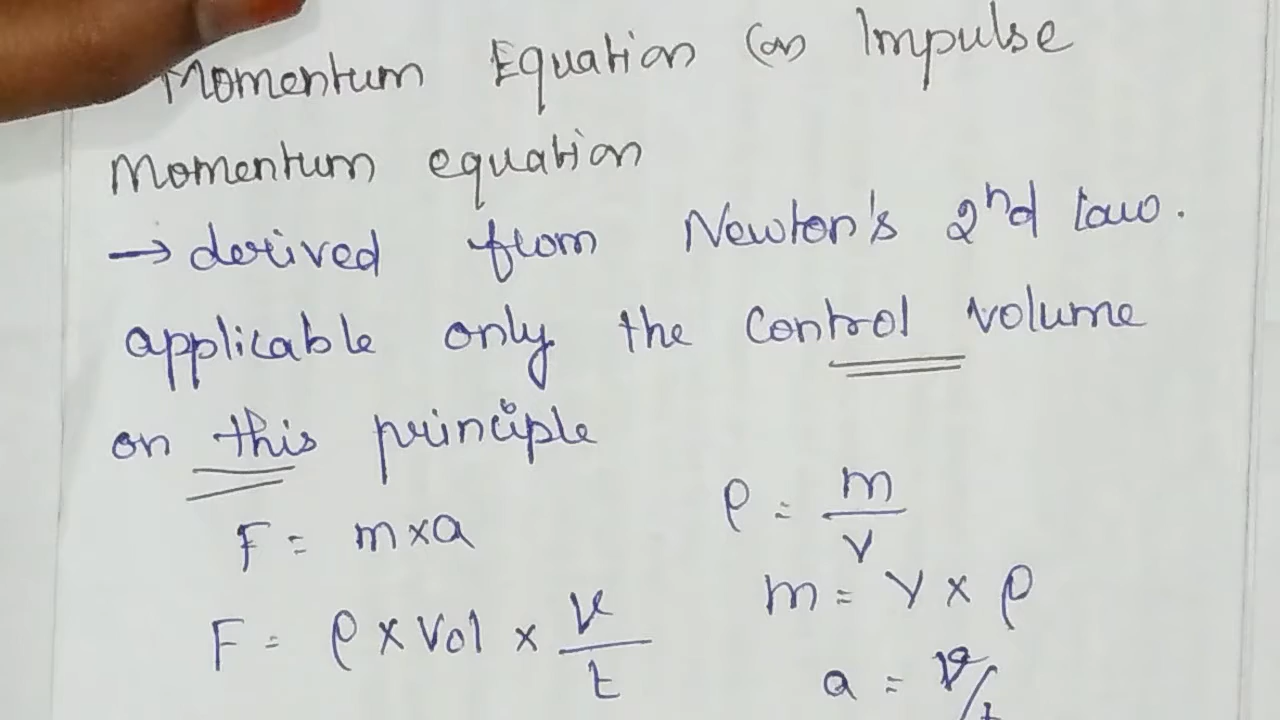 Momentum Equation (or) Impulse
Momentum equation
→ derived from Newton's 2nd law.
applicable only the control volume
on this principle
F = m×a
ρ = m/V
m = V × ρ
F = ρ × Vol × V/t
a = v/t